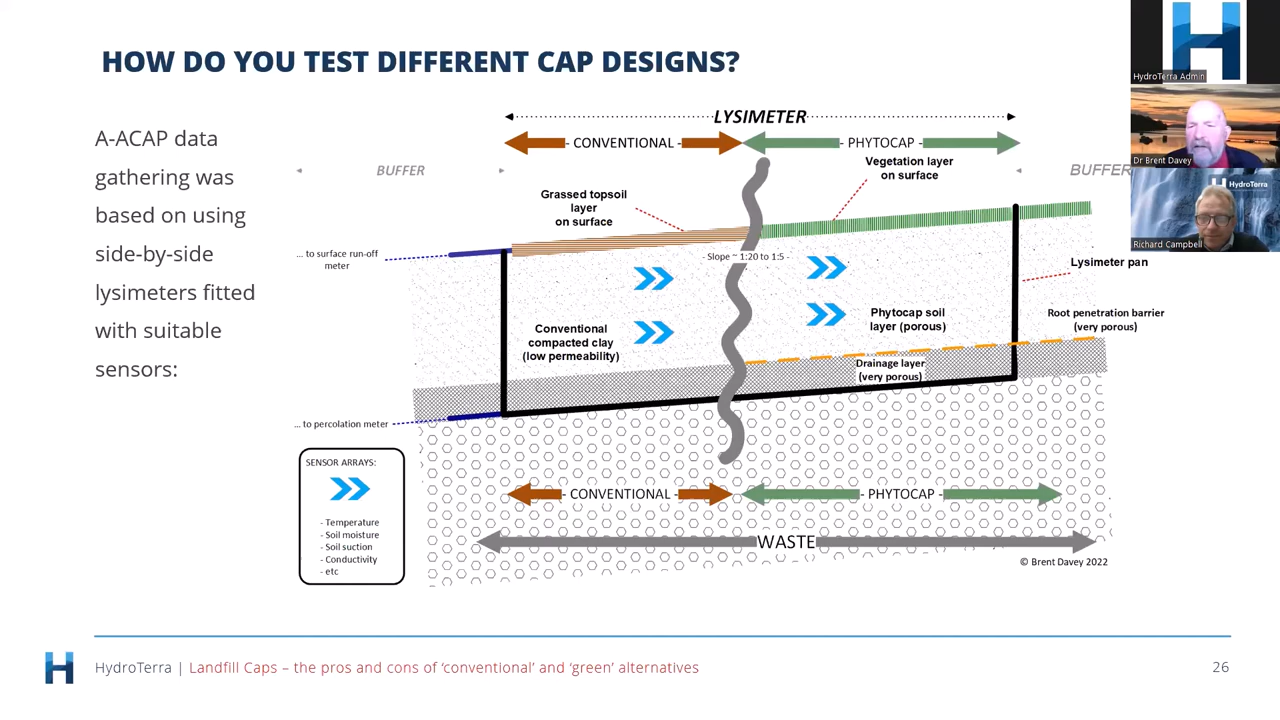 HOW DO YOU TEST DIFFERENT CAP DESIGNS?
A-ACAP data
gathering was
based on using
side-by-side
lysimeters fitted
with suitable
sensors:
LYSIMETER
- CONVENTIONAL -
- PHYTOCAP -
BUFFER
BUFFER
Vegetation layer
on surface
Grassed topsoil
layer
on surface
... to surface run-off
meter
- Slope ~ 1:20 to 1:5 -
Lysimeter pan
Conventional
compacted clay
(low permeability)
Phytocap soil
layer (porous)
Root penetration barrier
(very porous)
Drainage layer
(very porous)
... to percolation meter
SENSOR ARRAYS:
- Temperature
- Soil moisture
- Soil suction
- Conductivity
- etc
- CONVENTIONAL -
- PHYTOCAP -
WASTE
© Brent Davey 2022
HydroTerra | Landfill Caps – the pros and cons of ‘conventional’ and ‘green’ alternatives
26
HydroTerra Admin
Dr Brent Davey
HydroTerra
Richard Campbell